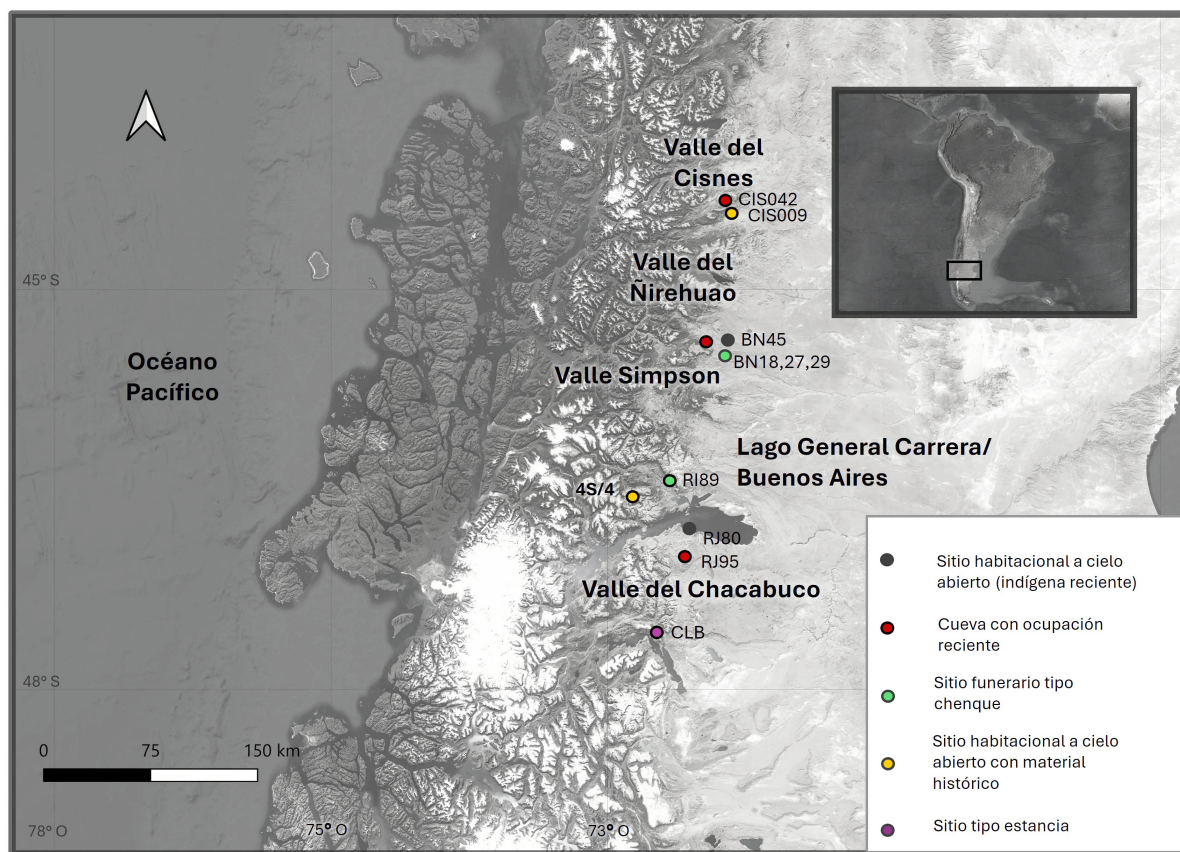 Valle del
Cisnes
CIS042
CIS009
Valle del
Ñirehuao
45° S
BN45
BN18,27,29
Océano
Pacífico
Valle Simpson
Lago General Carrera/
Buenos Aires
RI89
4S/4
RJ80
RJ95
Valle del Chacabuco
CLB
48° S
0 75 150 km
78° O
75° O
73° O
Sitio habitacional a cielo
abierto (indígena reciente)
Cueva con ocupación
reciente
Sitio funerario tipo
chenque
Sitio habitacional a cielo
abierto con material
histórico
Sitio tipo estancia